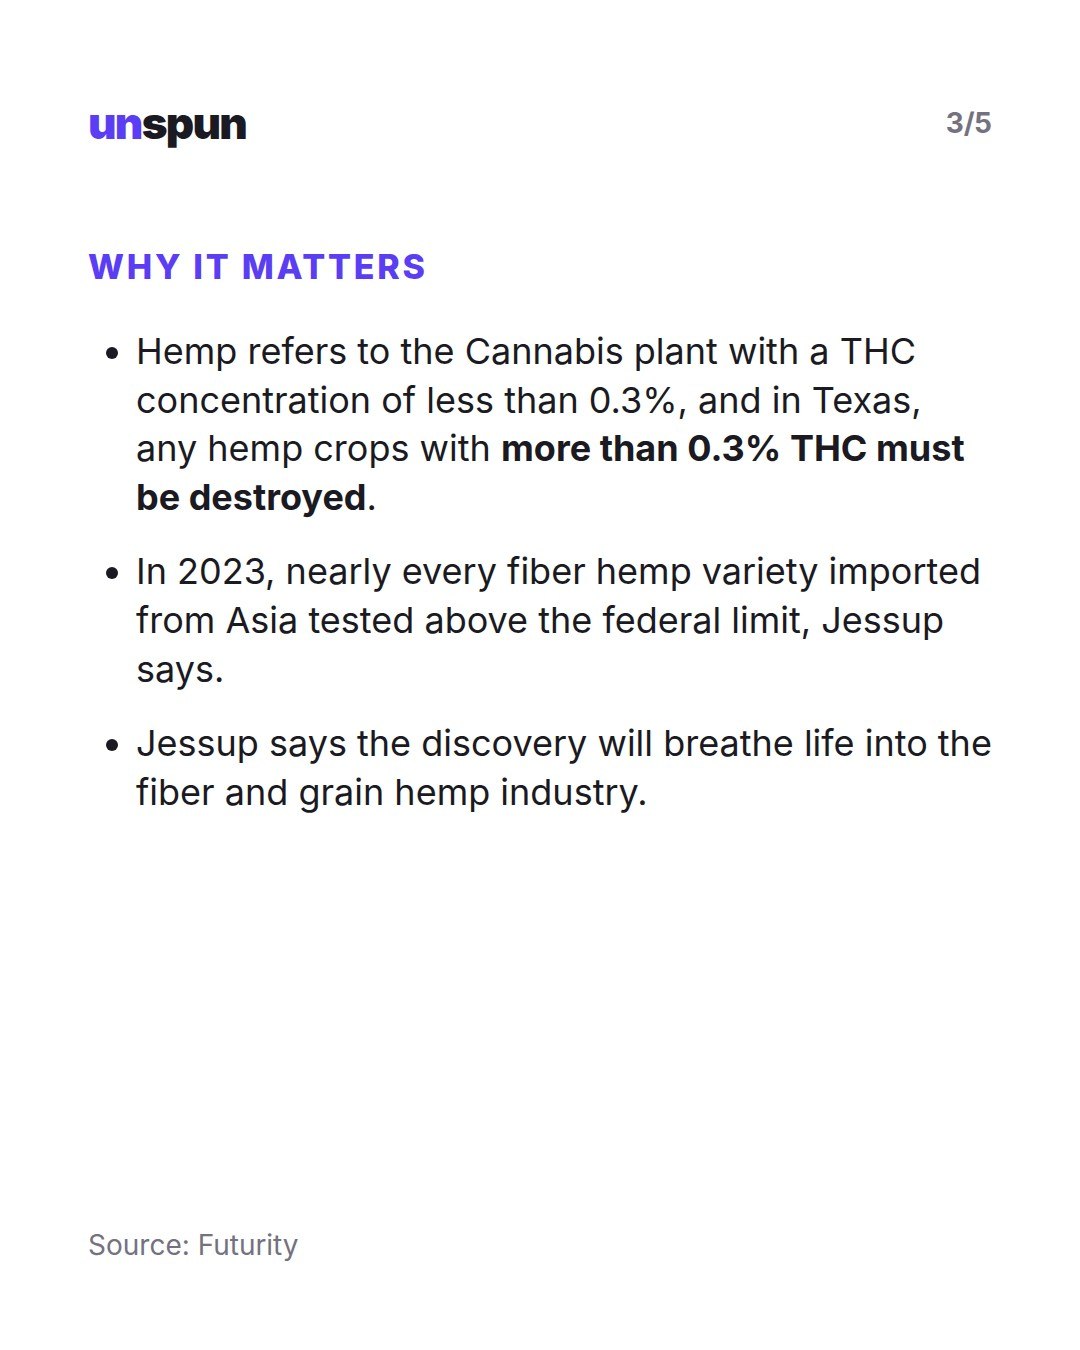 unspun
3/5
WHY IT MATTERS
• Hemp refers to the Cannabis plant with a THC
concentration of less than 0.3%, and in Texas,
any hemp crops with more than 0.3% THC must
be destroyed.
• In 2023, nearly every fiber hemp variety imported
from Asia tested above the federal limit, Jessup
says.
• Jessup says the discovery will breathe life into the
fiber and grain hemp industry.
Source: Futurity